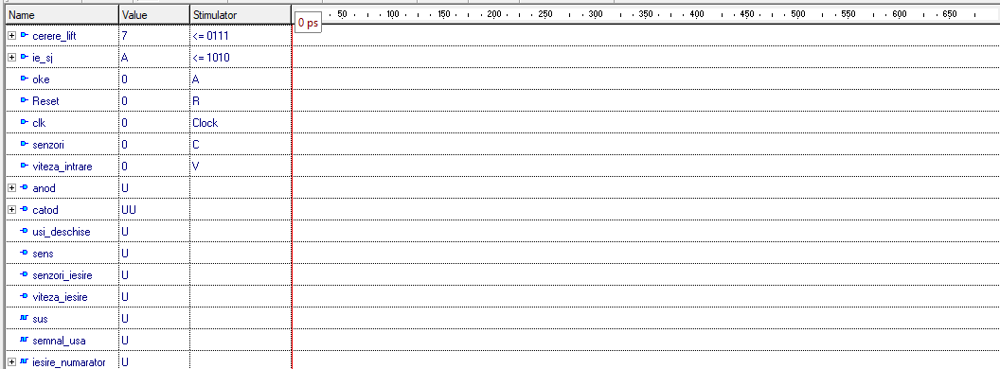 Name Value Stimulator 50 100 150 200 250 300 350 400 450 500 550 600 650
0 ps
cerere_lift 7 <= 0111
ie_sj A <= 1010
oke 0 A
Reset 0 R
clk 0 Clock
senzori 0 C
viteza_intrare 0 V
anod U
catod UU
usi_deschise U
sens U
senzori_iesire U
viteza_iesire U
sus U
semnal_usa U
iesire_numarator U